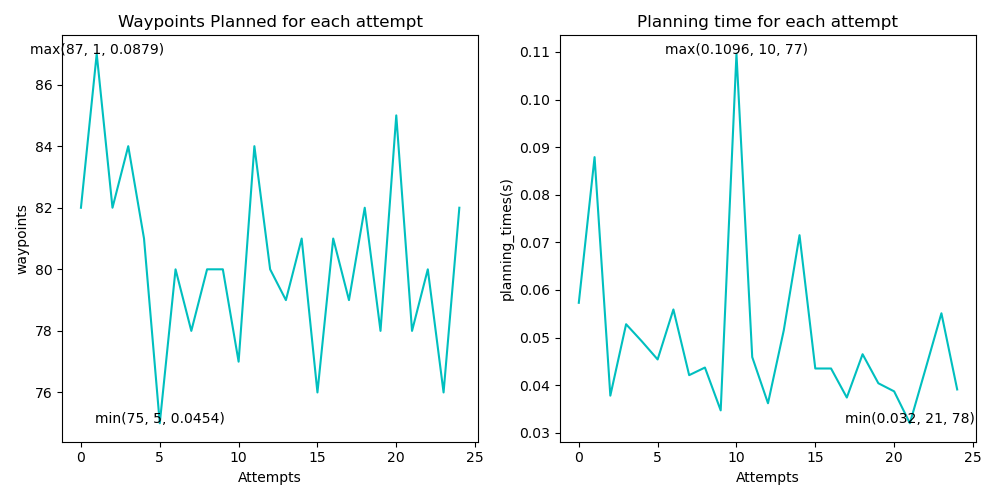 Waypoints Planned for each attempt
max(87, 1, 0.0879)
86
84
82
80
78
76
waypoints
min(75, 5, 0.0454)
0 5 10 15 20 25
Attempts
Planning time for each attempt
max(0.1096, 10, 77)
0.11
0.10
0.09
0.08
0.07
0.06
0.05
0.04
0.03
planning_times(s)
min(0.032, 21, 78)
0 5 10 15 20 25
Attempts